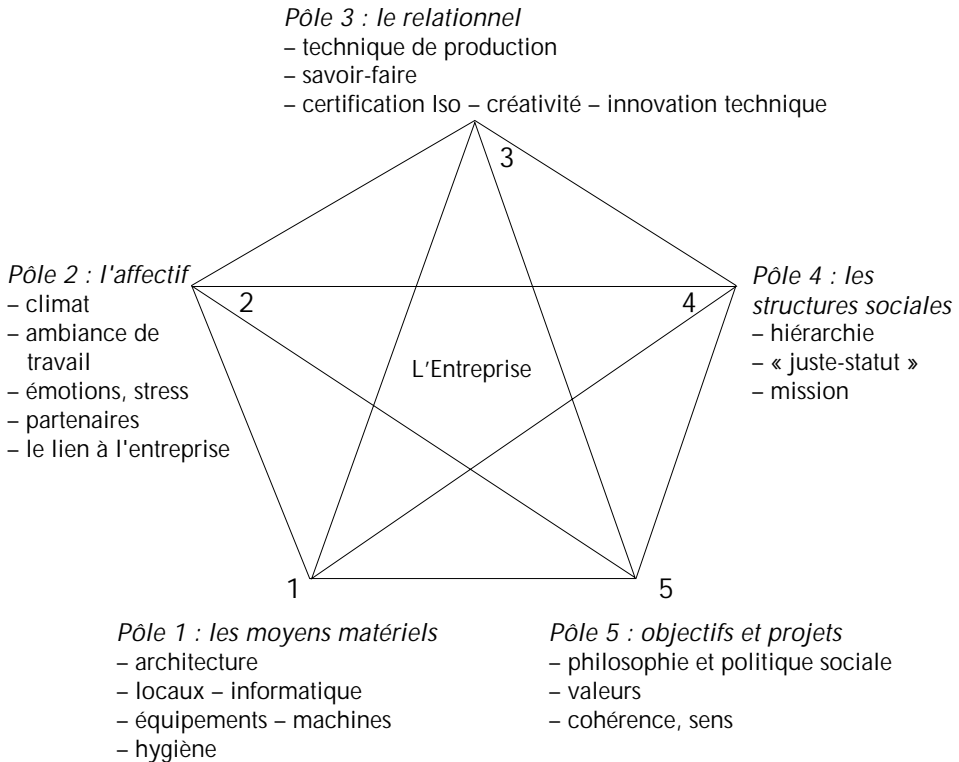 Pôle 3 : le relationnel
– technique de production
– savoir-faire
– certification Iso – créativité – innovation technique
3
Pôle 2 : l'affectif
– climat
– ambiance de
travail
– émotions, stress
– partenaires
– le lien à l'entreprise
2
4
Pôle 4 : les
structures sociales
– hiérarchie
– « juste-statut »
– mission
L'Entreprise
1
5
Pôle 1 : les moyens matériels
– architecture
– locaux – informatique
– équipements – machines
– hygiène
Pôle 5 : objectifs et projets
– philosophie et politique sociale
– valeurs
– cohérence, sens